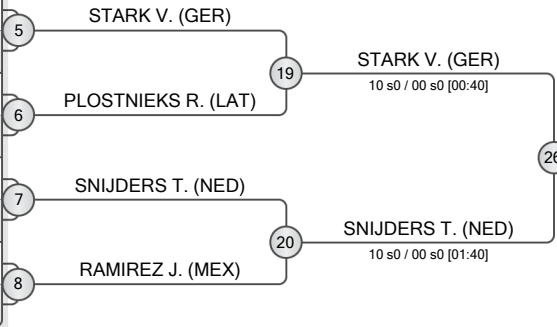 STARK V. (GER)
5
19
STARK V. (GER)
10 s0 / 00 s0 [00:40]
PLOSTNIEKS R. (LAT)
6
26
SNIJDERS T. (NED)
7
20
SNIJDERS T. (NED)
10 s0 / 00 s0 [01:40]
RAMIREZ J. (MEX)
8